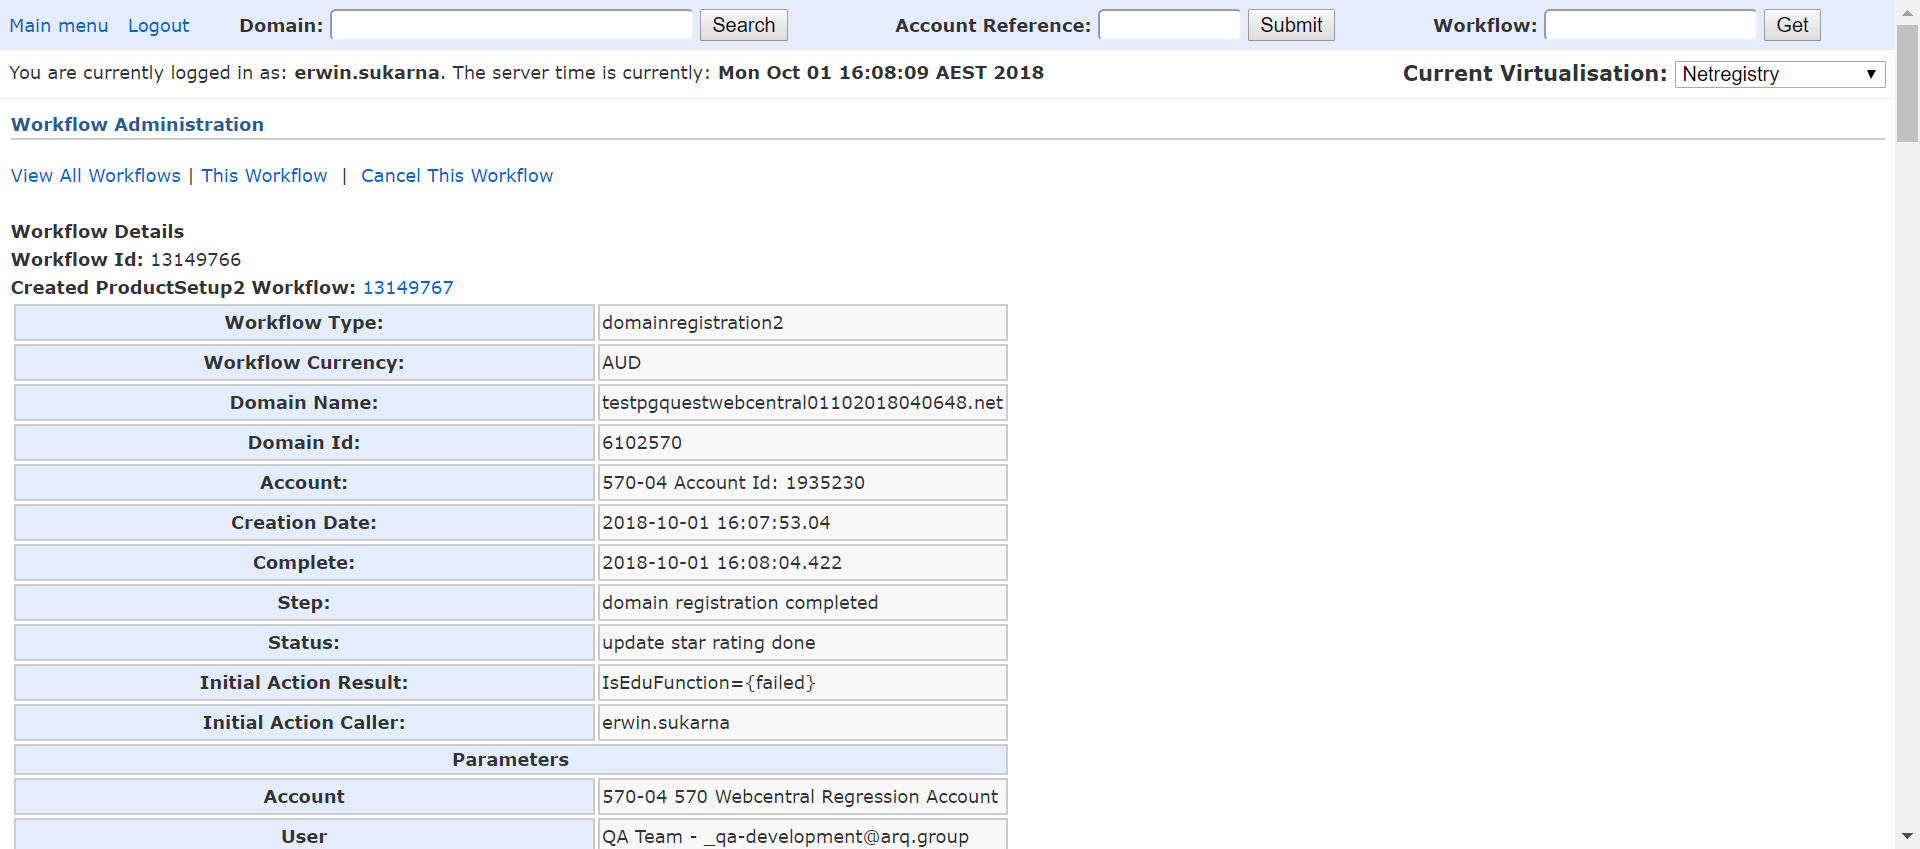 Main menu Logout Domain: Search Account Reference: Submit Workflow: Get
You are currently logged in as: erwin.sukarna. The server time is currently: Mon Oct 01 16:08:09 AEST 2018 Current Virtualisation: Netregistry
Workflow Administration
View All Workflows | This Workflow | Cancel This Workflow
Workflow Details
Workflow Id: 13149766
Created ProductSetup2 Workflow: 13149767
Workflow Type: domainregistration2
Workflow Currency: AUD
Domain Name: testpgquestwebcentral01102018040648.net
Domain Id: 6102570
Account: 570-04 Account Id: 1935230
Creation Date: 2018-10-01 16:07:53.04
Complete: 2018-10-01 16:08:04.422
Step: domain registration completed
Status: update star rating done
Initial Action Result: IsEduFunction={failed}
Initial Action Caller: erwin.sukarna
Parameters
Account 570-04 570 Webcentral Regression Account
User QA Team - _qa-development@arq.group